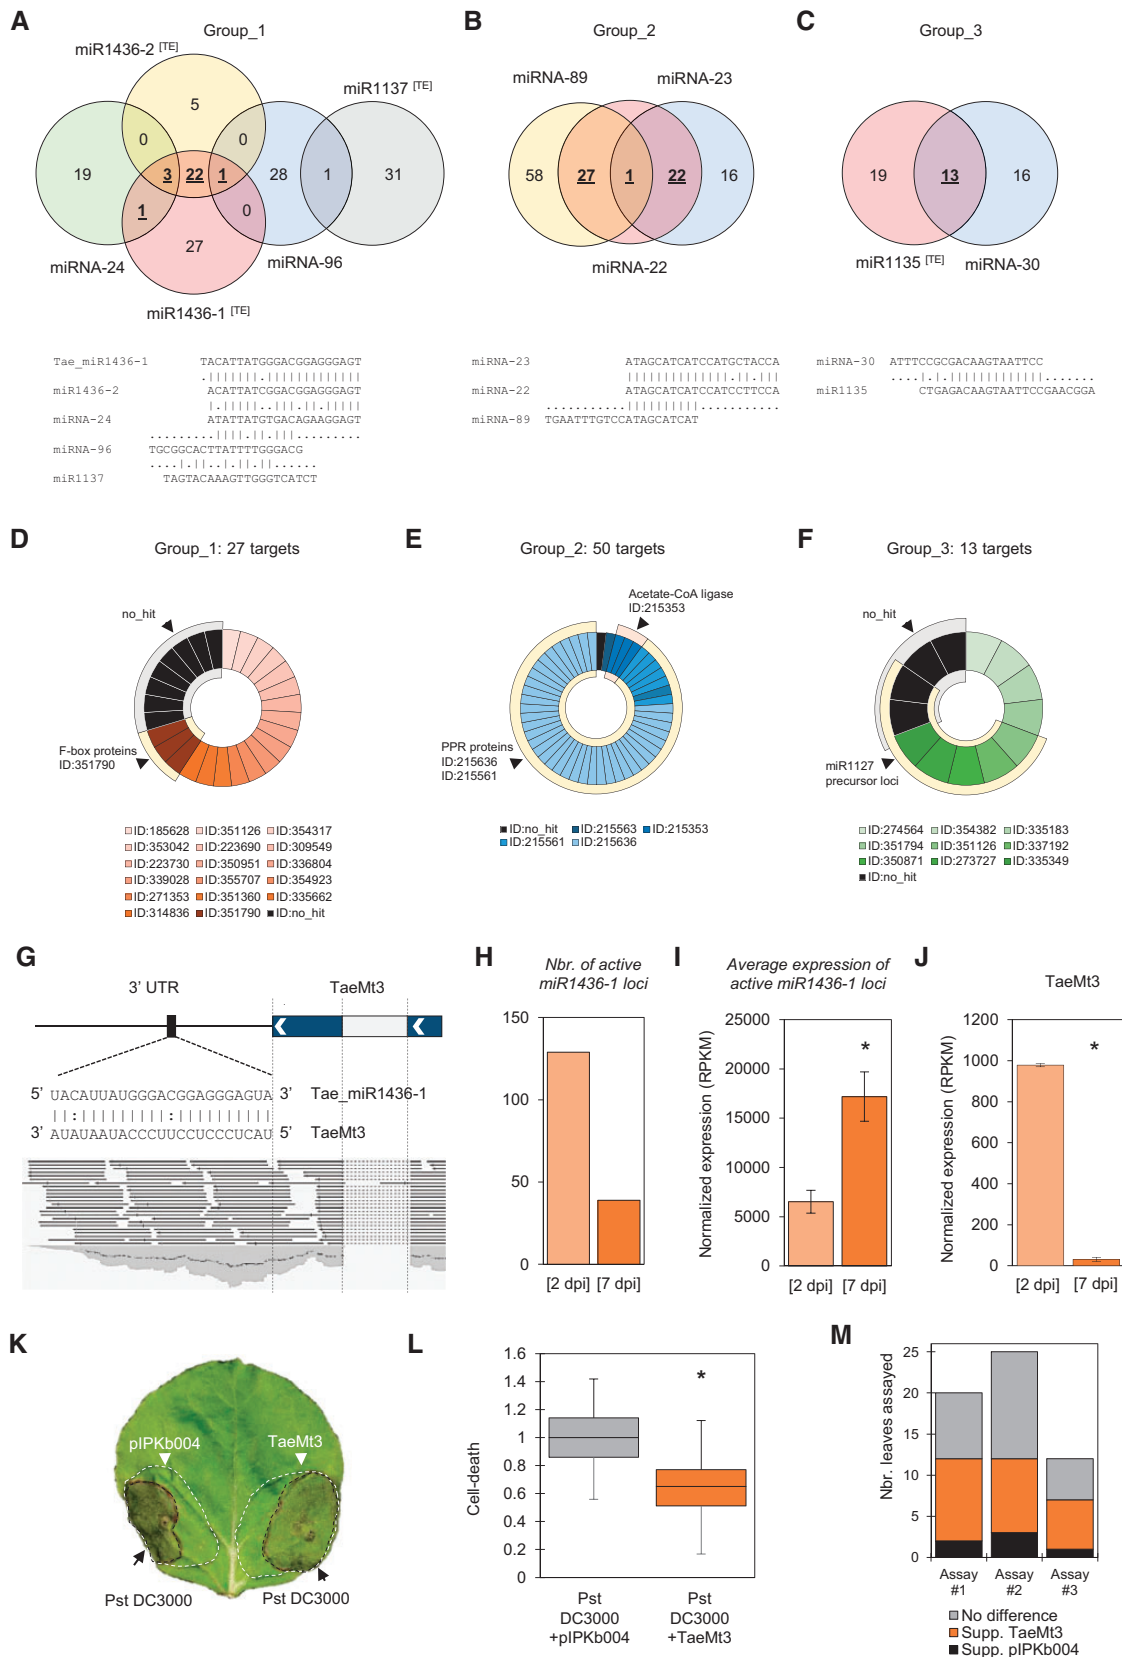 A
Group_1
miR1436-2 [TE]
miR1137 [TE]
5
0
0
19
3
22
1
28
1
31
1
0
27
miRNA-24
miRNA-96
miR1436-1 [TE]
B
Group_2
miRNA-89
miRNA-23
58
27
1
22
16
miRNA-22
C
Group_3
19
13
16
miR1135 [TE]
miRNA-30
Tae_miR1436-1 TACATTATGGGACGGAGGGAGT
miR1436-2 ACATTATCGGACGGAGGGAGT
miRNA-24 ATATTATGTGACAGAAGGAGT
miRNA-96 TGCGGCACTTATTTTGGGACG
miR1137 TAGTACAAAGTTGGGTCATCT
miRNA-23 ATAGCATCATCCATGCTACCA
miRNA-22 ATAGCATCATCCATCCTTCCA
miRNA-89 TGAATTTGTCCATAGCATCAT
miRNA-30 ATTTCCGCGACAAGTAATTCC
miR1135 CTGAGACAAGTAATTCCGAACGGA
D
Group_1: 27 targets
no_hit
F-box proteins
ID:351790
ID:185628 ID:351126 ID:354317
ID:353042 ID:223690 ID:309549
ID:223730 ID:350951 ID:336804
ID:339028 ID:355707 ID:354923
ID:271353 ID:351360 ID:335662
ID:314836 ID:351790 ID:no_hit
E
Group_2: 50 targets
Acetate-CoA ligase
ID:215353
PPR proteins
ID:215636
ID:215561
ID:no_hit ID:215563 ID:215353
ID:215561 ID:215636
F
Group_3: 13 targets
no_hit
miR1127
precursor loci
ID:274564 ID:354382 ID:335183
ID:351794 ID:351126 ID:337192
ID:350871 ID:273727 ID:335349
ID:no_hit
G
3' UTR
TaeMt3
5' UACAUUAUGGGACGGAGGGAGUA 3' Tae_miR1436-1
3' AUAUAAUACCCUUCCUCCCUCAU 5' TaeMt3
H
Nbr. of active
miR1436-1 loci
150
100
50
0
[2 dpi] [7 dpi]
I
Average expression of
active miR1436-1 loci
Normalized expression (RPKM)
25000
20000
15000
10000
5000
0
*
[2 dpi] [7 dpi]
J
TaeMt3
Normalized expression (RPKM)
1200
1000
800
600
400
200
0
*
[2 dpi] [7 dpi]
K
pIPKb004
TaeMt3
Pst DC3000
Pst DC3000
L
Cell-death
1.6
1.4
1.2
1
0.8
0.6
0.4
0.2
0
*
Pst
DC3000
+pIPKb004
Pst
DC3000
+TaeMt3
M
Nbr. leaves assayed
25
20
15
10
5
0
Assay
#1
Assay
#2
Assay
#3
No difference
Supp. TaeMt3
Supp. pIPKb004